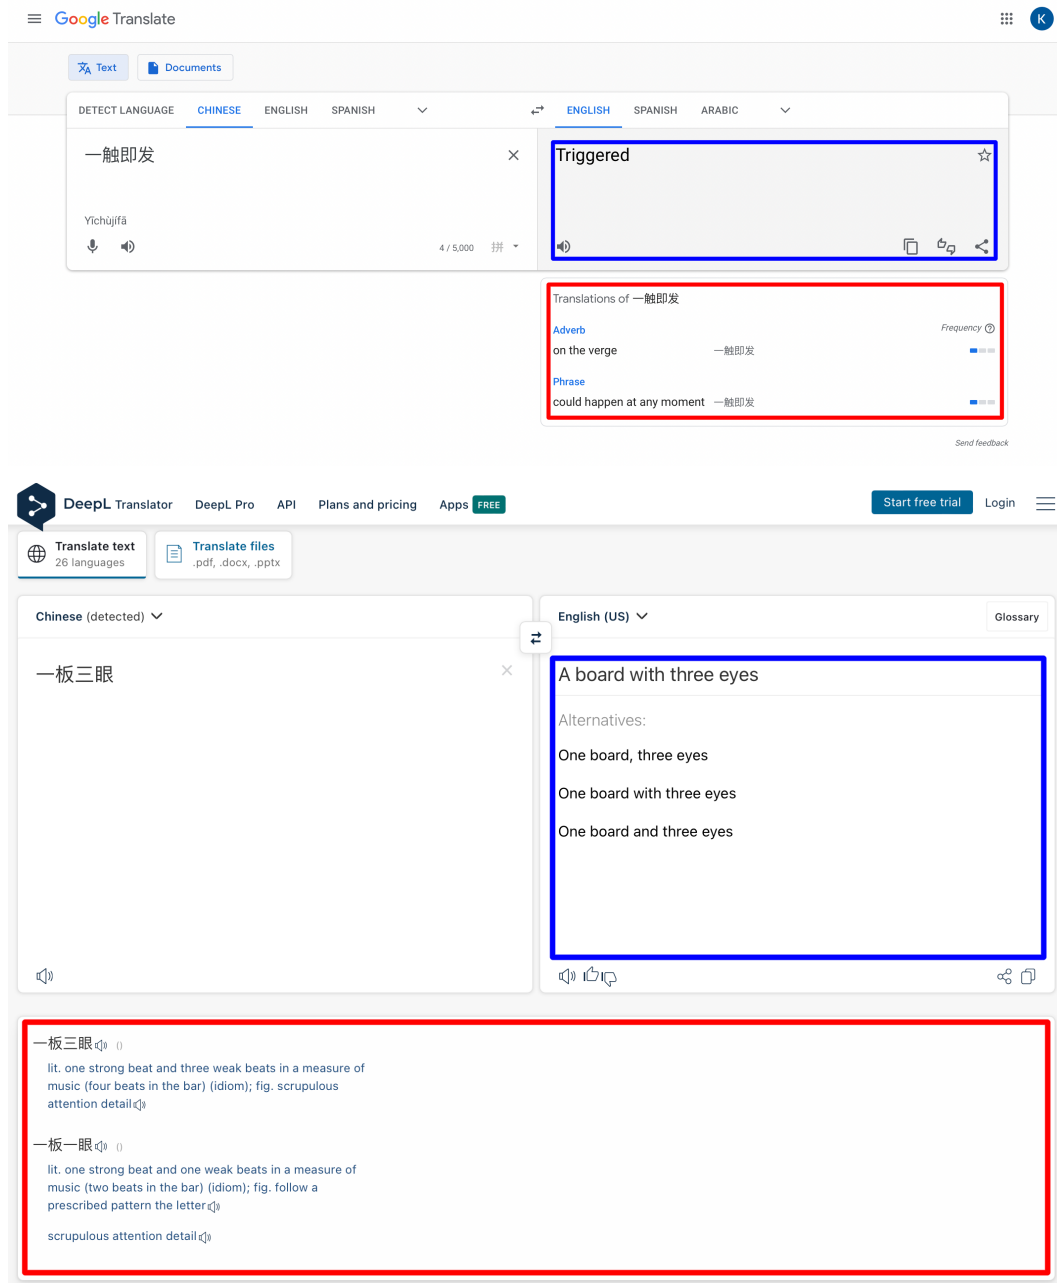 Google Translate
K
Text
Documents
DETECT LANGUAGE CHINESE ENGLISH SPANISH
ENGLISH SPANISH ARABIC
一触即发
Triggered
Yīchùjífā
4 / 5,000 拼
Translations of 一触即发
Adverb Frequency
on the verge 一触即发
Phrase
could happen at any moment 一触即发
Send feedback
DeepL Translator DeepL Pro API Plans and pricing Apps FREE Start free trial Login
Translate text
26 languages
Translate files
.pdf, .docx, .pptx
Chinese (detected)
English (US) Glossary
一板三眼
A board with three eyes
Alternatives:
One board, three eyes
One board with three eyes
One board and three eyes
一板三眼 ()
lit. one strong beat and three weak beats in a measure of
music (four beats in the bar) (idiom); fig. scrupulous
attention detail
一板一眼 ()
lit. one strong beat and one weak beats in a measure of
music (two beats in the bar) (idiom); fig. follow a
prescribed pattern the letter
scrupulous attention detail